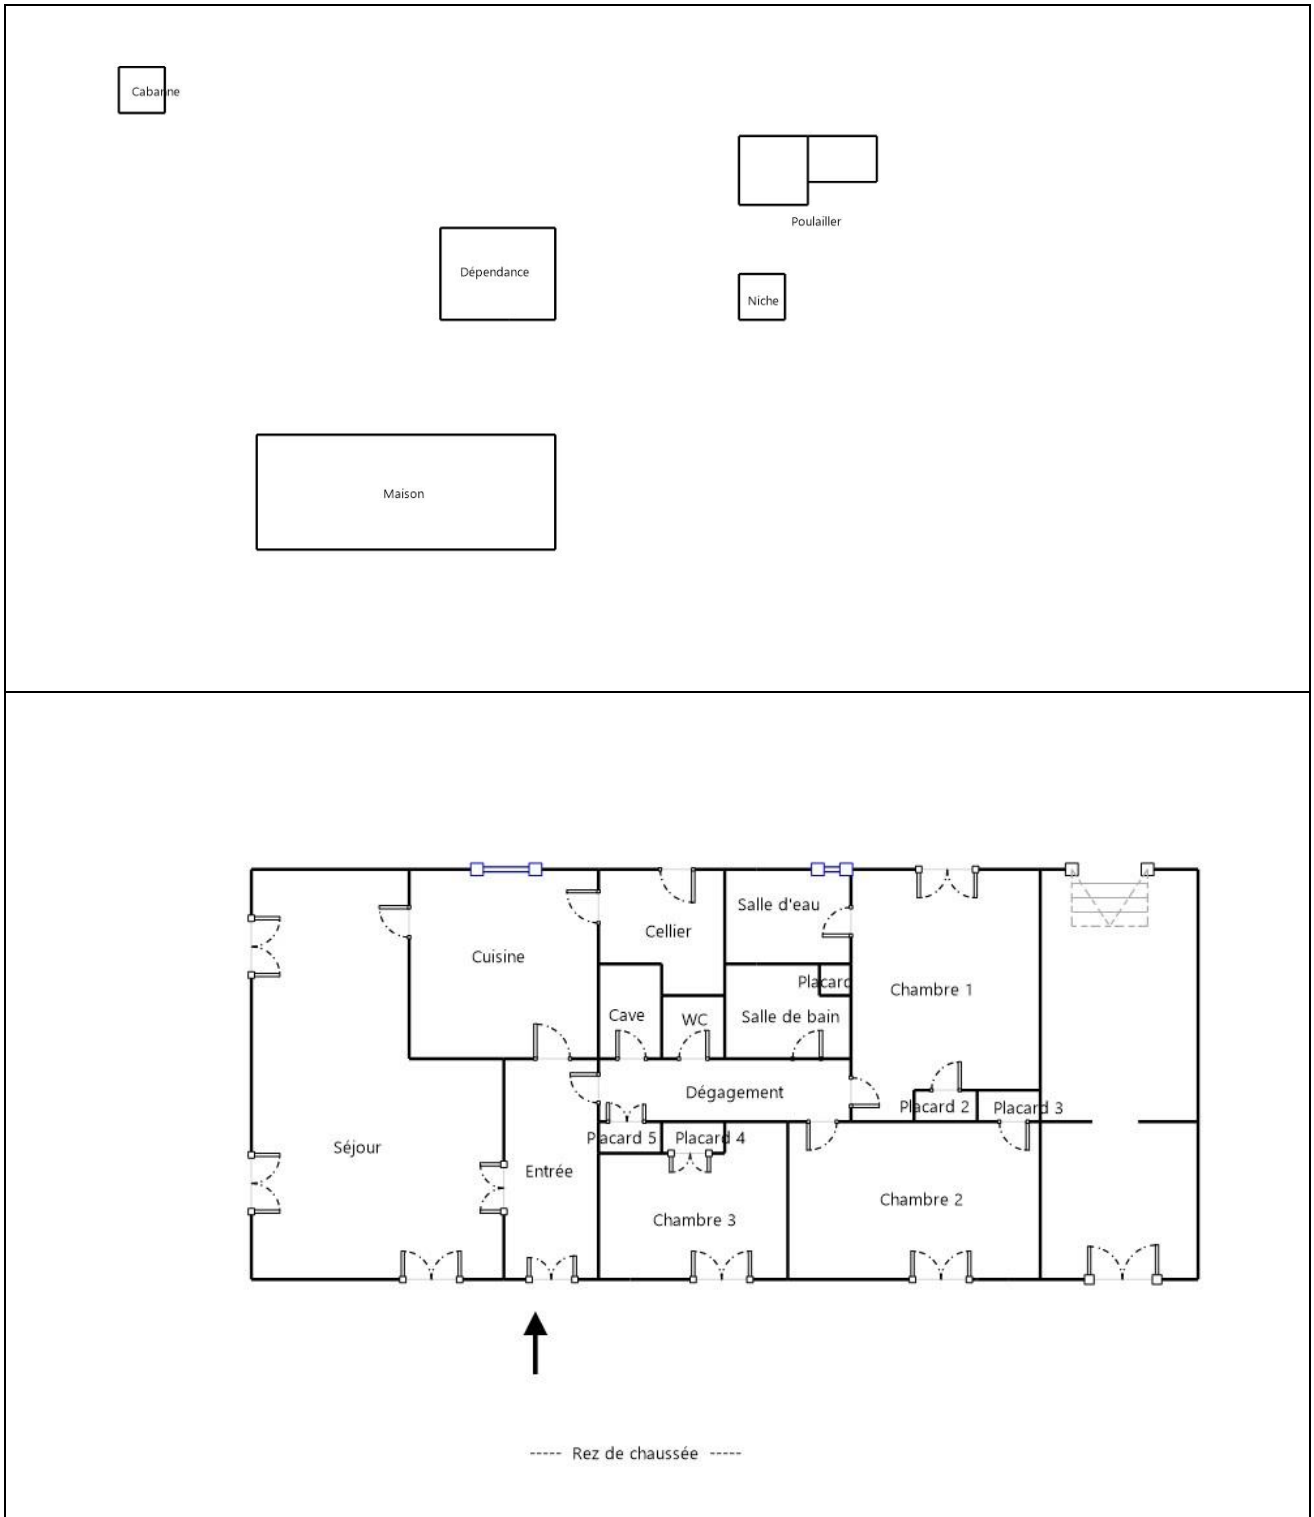 Cabanne
Poulailler
Dépendance
Niche
Maison
Salle d'eau
Cellier
Cuisine
Placard
Chambre 1
Cave
WC
Salle de bain
Dégagement
Placard 2
Placard 3
Placard 5
Placard 4
Séjour
Entrée
Chambre 2
Chambre 3
----- Rez de chaussée -----